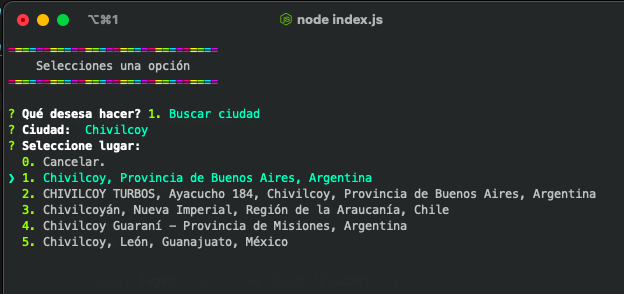 ⌥⌘1 node index.js
=====================
Selecciones una opción
=====================
? Qué desesa hacer? 1. Buscar ciudad
? Ciudad: Chivilcoy
? Seleccione lugar:
0. Cancelar.
❯ 1. Chivilcoy, Provincia de Buenos Aires, Argentina
2. CHIVILCOY TURBOS, Ayacucho 184, Chivilcoy, Provincia de Buenos Aires, Argentina
3. Chivilcoyán, Nueva Imperial, Región de la Araucanía, Chile
4. Chivilcoy Guaraní - Provincia de Misiones, Argentina
5. Chivilcoy, León, Guanajuato, México